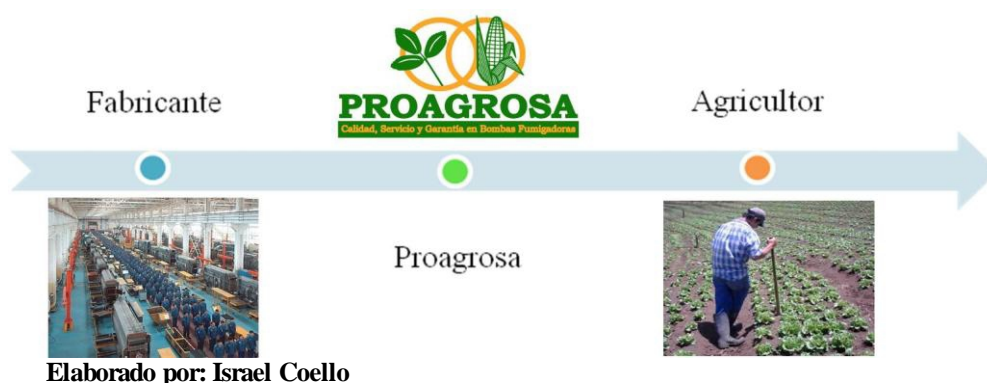 Fabricante
PROAGROSA
Calidad, Servicio y Garantía en Bombas Fumigadoras
Agricultor
Proagrosa
Elaborado por: Israel Coello